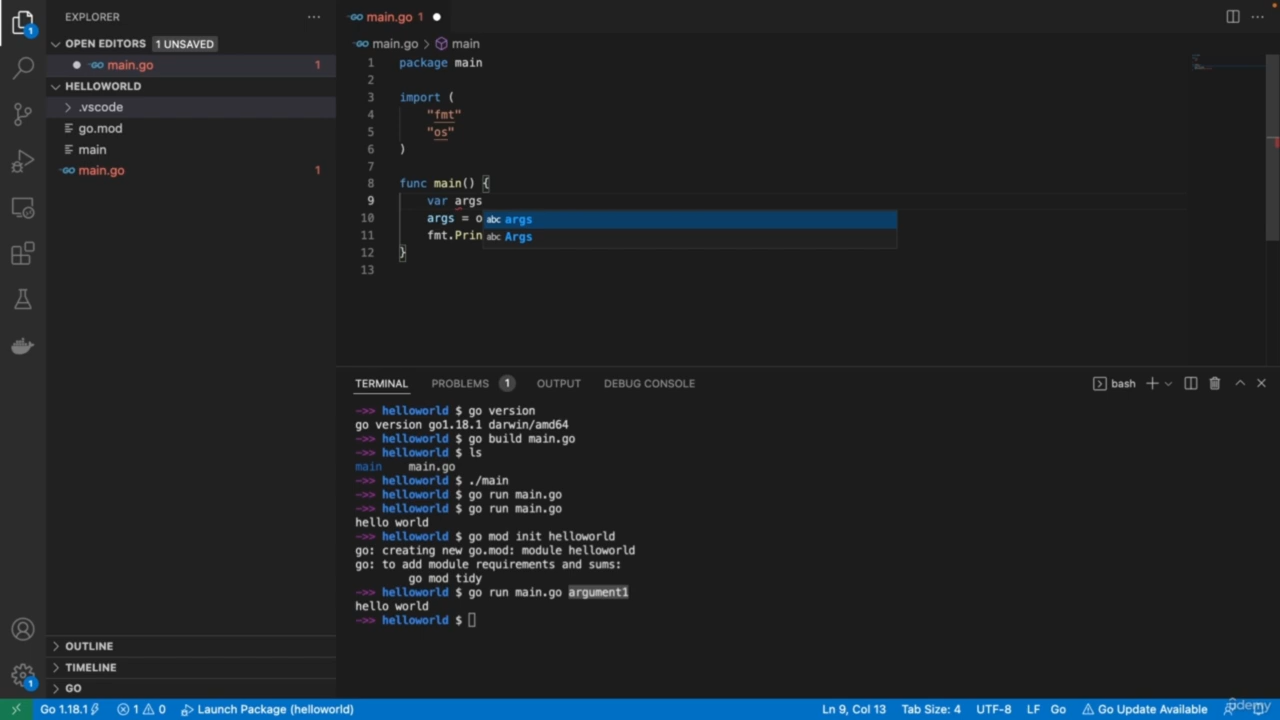 EXPLORER
OPEN EDITORS 1 UNSAVED
main.go 1
HELLOWORLD
.vscode
go.mod
main
main.go 1
OUTLINE
TIMELINE
GO
main.go 1
main.go > main
1 package main
2
3 import (
4 "fmt"
5 "os"
6 )
7
8 func main() {
9 var args
10 args = o
11 fmt.Prin
12 }
13
abc args
abc Args
TERMINAL PROBLEMS 1 OUTPUT DEBUG CONSOLE
bash
->> helloworld $ go version
go version go1.18.1 darwin/amd64
->> helloworld $ go build main.go
->> helloworld $ ls
main main.go
->> helloworld $ ./main
->> helloworld $ go run main.go
->> helloworld $ go run main.go
hello world
->> helloworld $ go mod init helloworld
go: creating new go.mod: module helloworld
go: to add module requirements and sums:
go mod tidy
->> helloworld $ go run main.go argument1
hello world
->> helloworld $
Go 1.18.1 1 0 Launch Package (helloworld) Ln 9, Col 13 Tab Size: 4 UTF-8 LF Go Go Update Available
udemy